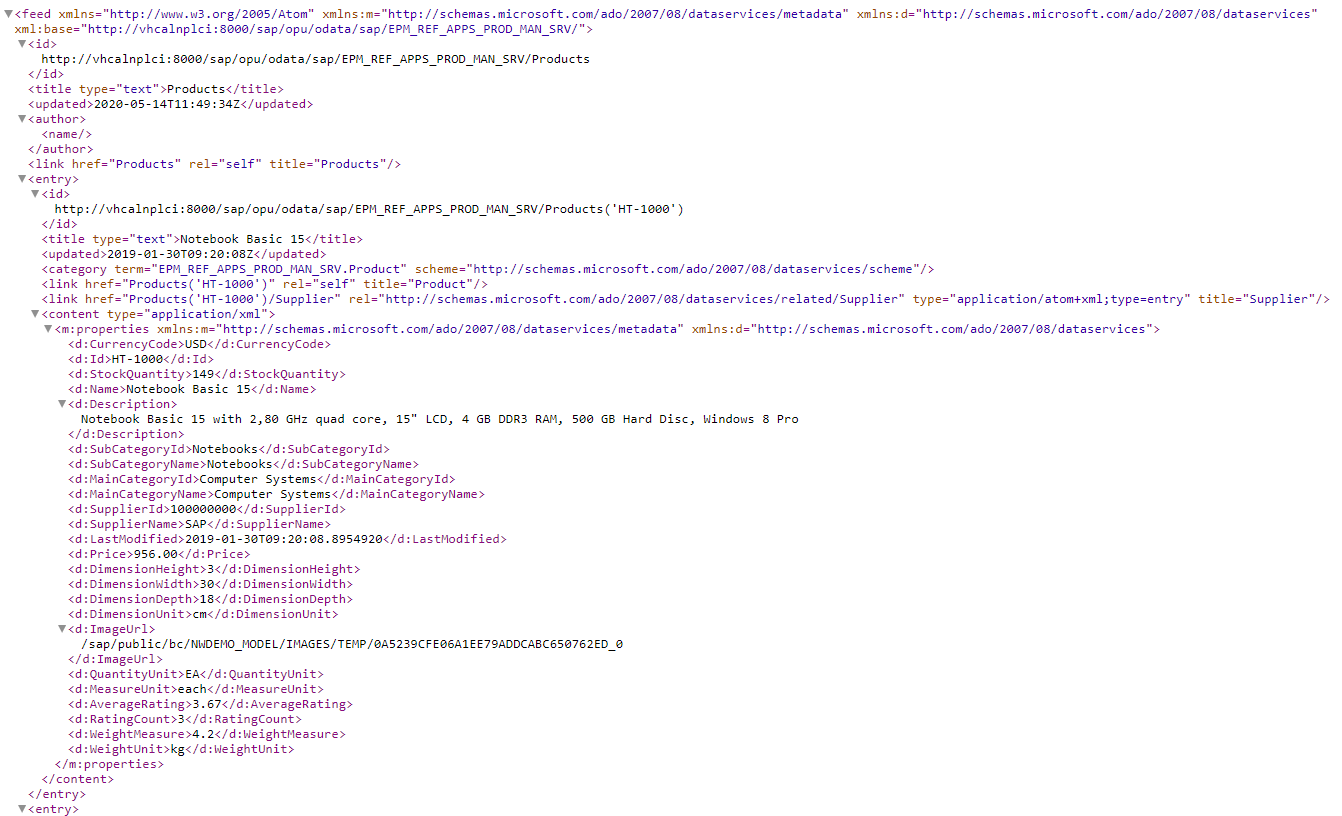 ▼<feed xmlns="http://www.w3.org/2005/Atom" xmlns:m="http://schemas.microsoft.com/ado/2007/08/dataservices/metadata" xmlns:d="http://schemas.microsoft.com/ado/2007/08/dataservices"
xml:base="http://vhcalnplci:8000/sap/opu/odata/sap/EPM_REF_APPS_PROD_MAN_SRV/">
▼<id>
http://vhcalnplci:8000/sap/opu/odata/sap/EPM_REF_APPS_PROD_MAN_SRV/Products
</id>
<title type="text">Products</title>
<updated>2020-05-14T11:49:34Z</updated>
▼<author>
<name/>
</author>
<link href="Products" rel="self" title="Products"/>
▼<entry>
▼<id>
http://vhcalnplci:8000/sap/opu/odata/sap/EPM_REF_APPS_PROD_MAN_SRV/Products('HT-1000')
</id>
<title type="text">Notebook Basic 15</title>
<updated>2019-01-30T09:20:08Z</updated>
<category term="EPM_REF_APPS_PROD_MAN_SRV.Product" scheme="http://schemas.microsoft.com/ado/2007/08/dataservices/scheme"/>
<link href="Products('HT-1000')" rel="self" title="Product"/>
<link href="Products('HT-1000')/Supplier" rel="http://schemas.microsoft.com/ado/2007/08/dataservices/related/Supplier" type="application/atom+xml;type=entry" title="Supplier"/>
▼<content type="application/xml">
▼<m:properties xmlns:m="http://schemas.microsoft.com/ado/2007/08/dataservices/metadata" xmlns:d="http://schemas.microsoft.com/ado/2007/08/dataservices">
<d:CurrencyCode>USD</d:CurrencyCode>
<d:Id>HT-1000</d:Id>
<d:StockQuantity>149</d:StockQuantity>
<d:Name>Notebook Basic 15</d:Name>
▼<d:Description>
Notebook Basic 15 with 2,80 GHz quad core, 15" LCD, 4 GB DDR3 RAM, 500 GB Hard Disc, Windows 8 Pro
</d:Description>
<d:SubCategoryId>Notebooks</d:SubCategoryId>
<d:SubCategoryName>Notebooks</d:SubCategoryName>
<d:MainCategoryId>Computer Systems</d:MainCategoryId>
<d:MainCategoryName>Computer Systems</d:MainCategoryName>
<d:SupplierId>100000000</d:SupplierId>
<d:SupplierName>SAP</d:SupplierName>
<d:LastModified>2019-01-30T09:20:08.8954920</d:LastModified>
<d:Price>956.00</d:Price>
<d:DimensionHeight>3</d:DimensionHeight>
<d:DimensionWidth>30</d:DimensionWidth>
<d:DimensionDepth>18</d:DimensionDepth>
<d:DimensionUnit>cm</d:DimensionUnit>
▼<d:ImageUrl>
/sap/public/bc/NWDEMO_MODEL/IMAGES/TEMP/0A5239CFE06A1EE79ADDCABC650762ED_0
</d:ImageUrl>
<d:QuantityUnit>EA</d:QuantityUnit>
<d:MeasureUnit>each</d:MeasureUnit>
<d:AverageRating>3.67</d:AverageRating>
<d:RatingCount>3</d:RatingCount>
<d:WeightMeasure>4.2</d:WeightMeasure>
<d:WeightUnit>kg</d:WeightUnit>
</m:properties>
</content>
</entry>
▼<entry>